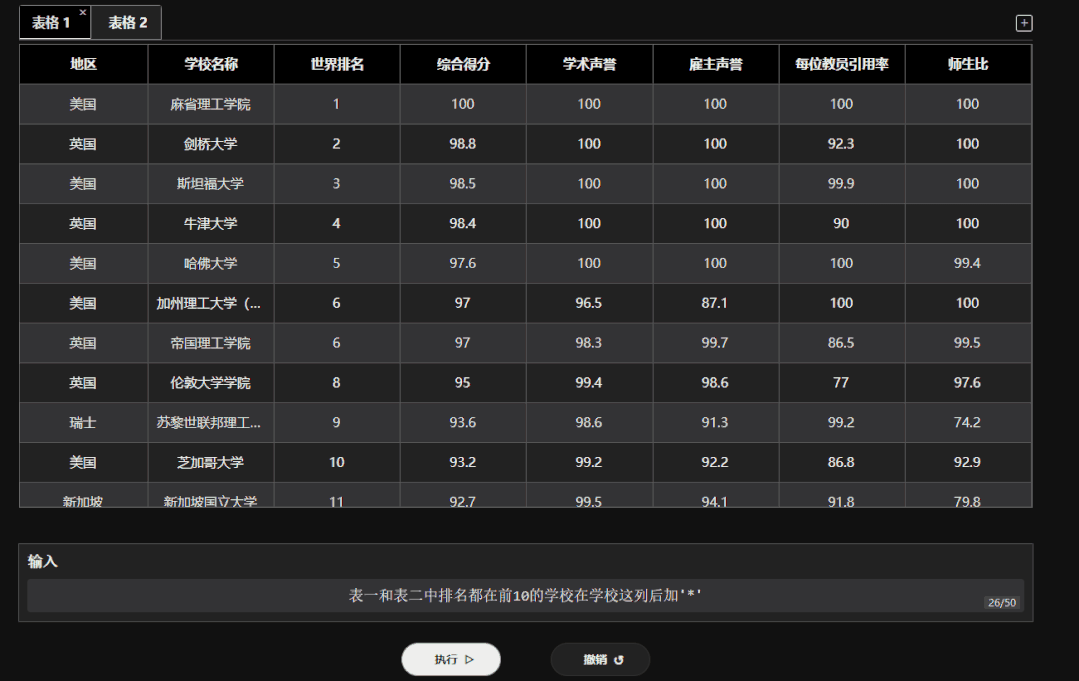 表格 1 × 表格 2
地区 学校名称 世界排名 综合得分 学术声誉 雇主声誉 每位教员引用率 师生比
美国 麻省理工学院 1 100 100 100 100 100
英国 剑桥大学 2 98.8 100 100 92.3 100
美国 斯坦福大学 3 98.5 100 100 99.9 100
英国 牛津大学 4 98.4 100 100 90 100
美国 哈佛大学 5 97.6 100 100 100 99.4
美国 加州理工大学（... 6 97 96.5 87.1 100 100
英国 帝国理工学院 6 97 98.3 99.7 86.5 99.5
英国 伦敦大学学院 8 95 99.4 98.6 77 97.6
瑞士 苏黎世联邦理工... 9 93.6 98.6 91.3 99.2 74.2
美国 芝加哥大学 10 93.2 99.2 92.2 86.8 92.9
新加坡 新加坡国立大学 11 92.7 99.5 94.1 91.8 79.8
输入
表一和表二中排名都在前10的学校在学校这列后加'*'
26/50
执行 ▷ 撤销 ↺